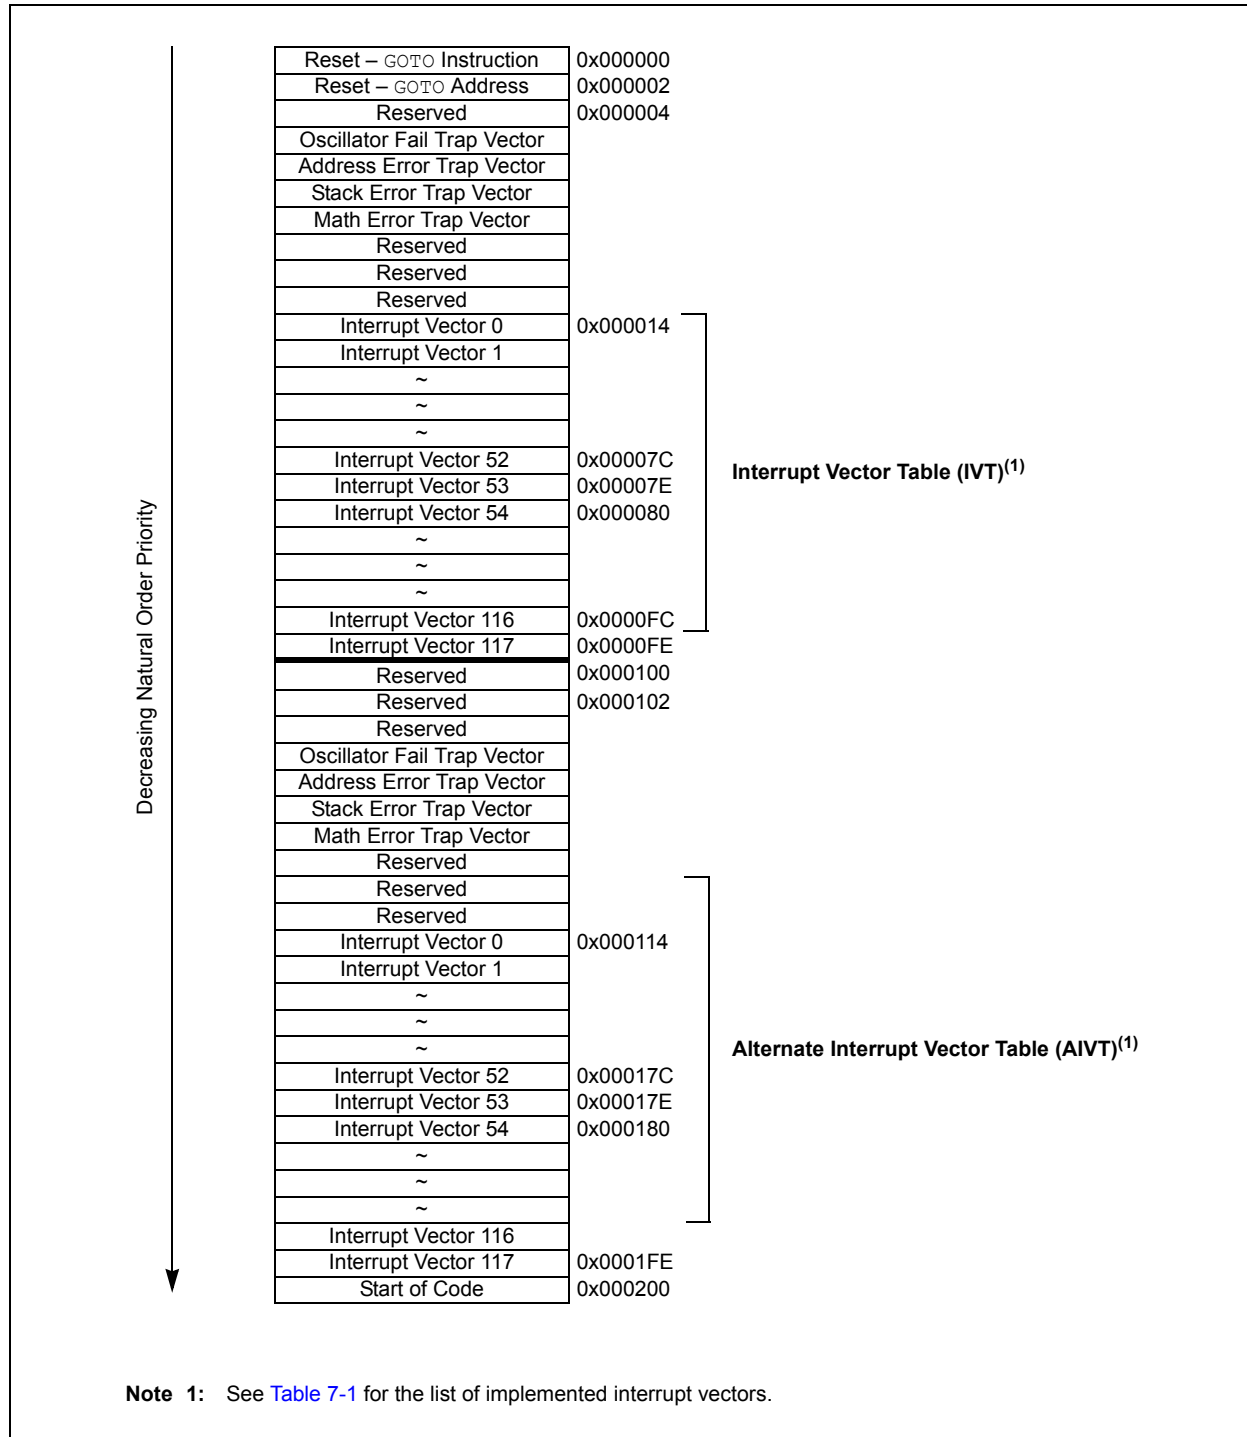 Reset – GOTO Instruction 0x000000
Reset – GOTO Address 0x000002
Reserved 0x000004
Oscillator Fail Trap Vector
Address Error Trap Vector
Stack Error Trap Vector
Math Error Trap Vector
Reserved
Reserved
Reserved
Interrupt Vector 0 0x000014
Interrupt Vector 1
~
~
~
Interrupt Vector 52 0x00007C
Interrupt Vector Table (IVT)(1)
Interrupt Vector 53 0x00007E
Interrupt Vector 54 0x000080
~
~
~
Interrupt Vector 116 0x0000FC
Interrupt Vector 117 0x0000FE
Decreasing Natural Order Priority
Reserved 0x000100
Reserved 0x000102
Reserved
Oscillator Fail Trap Vector
Address Error Trap Vector
Stack Error Trap Vector
Math Error Trap Vector
Reserved
Reserved
Reserved
Interrupt Vector 0 0x000114
Interrupt Vector 1
~
~
~
Alternate Interrupt Vector Table (AIVT)(1)
Interrupt Vector 52 0x00017C
Interrupt Vector 53 0x00017E
Interrupt Vector 54 0x000180
~
~
~
Interrupt Vector 116
Interrupt Vector 117 0x0001FE
Start of Code 0x000200
Note 1: See Table 7-1 for the list of implemented interrupt vectors.